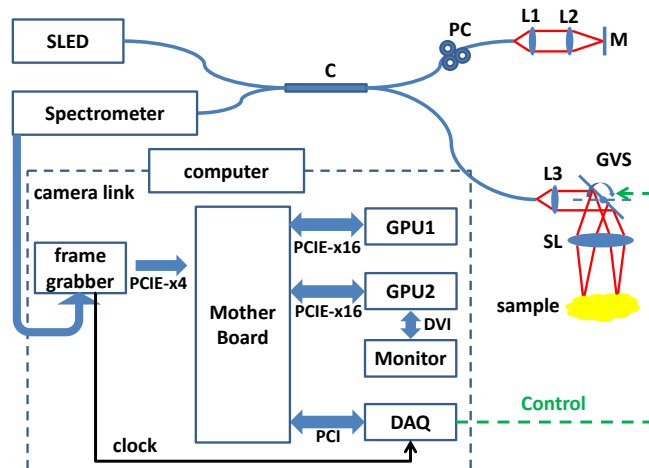 SLED
PC
L1
L2
M
C
Spectrometer
computer
camera link
L3
GVS
SL
sample
frame
grabber
PCIE-x4
Mother
Board
PCIE-x16
GPU1
PCIE-x16
GPU2
DVI
Monitor
PCI
DAQ
Control
clock